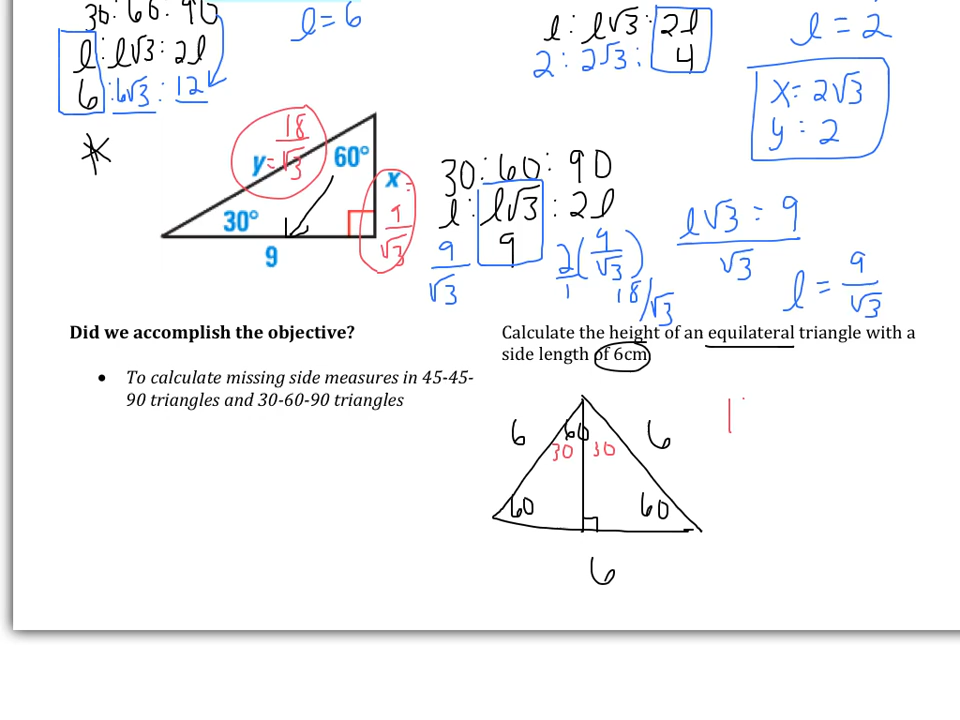 30:60:90
l=6
l:l√3:2l
6:6√3:12
*
l:l√3:2l
2:2√3: 4
l=2
x=2√3
y=2
y=18/√3
60°
x=9/√3
30°
9
30:60:90
l:l√3:2l
9/√3 9 2/1(9/√3) 18/√3
l√3=9
√3
l=9/√3
Did we accomplish the objective?
• To calculate missing side measures in 45-45-
90 triangles and 30-60-90 triangles
Calculate the height of an equilateral triangle with a
side length of 6cm
6 60 6
30 30
60 60
6